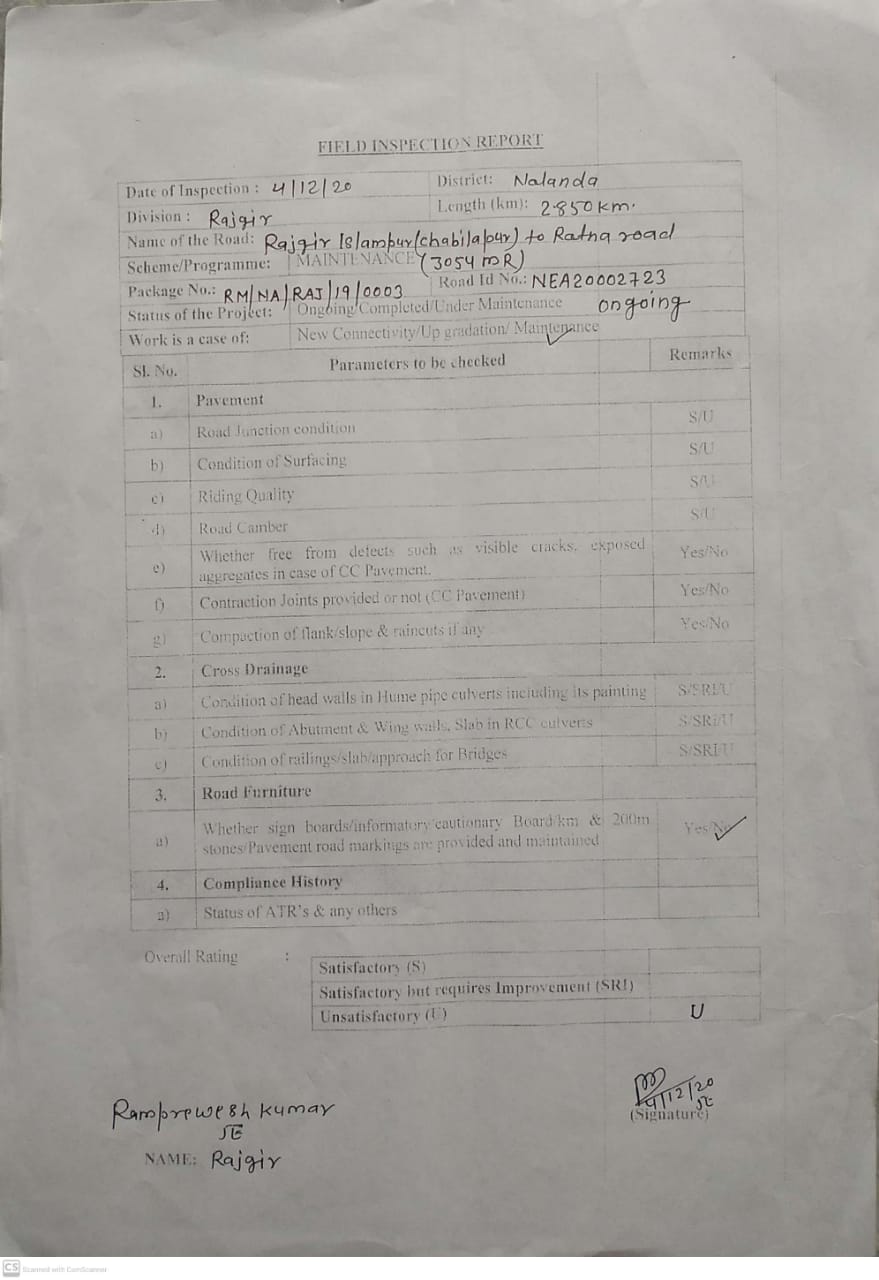 FIELD INSPECTION REPORT
Date of Inspection : 4/12/20 District: Nalanda
Division : Rajgir Length (km): 2.850 km.
Name of the Road: Rajgir Islampur (chabilapur) to Ratna road
Scheme/Programme: MAINTENANCE (3054 MR)
Package No.: RM/NA/RAJ/19/0003 Road Id No.: NEA20002723
Status of the Project: Ongoing/Completed/Under Maintenance ongoing
Work is a case of: New Connectivity/Up gradation/ Maintenance
Sl. No. Parameters to be checked Remarks
1. Pavement
a) Road Junction condition S/U
b) Condition of Surfacing S/U
c) Riding Quality S/U
d) Road Camber S/U
e) Whether free from defects such as visible cracks, exposed
aggregates in case of CC Pavement. Yes/No
f) Contraction Joints provided or not (CC Pavement) Yes/No
g) Compaction of flank/slope & raincuts if any Yes/No
2. Cross Drainage
a) Condition of head walls in Hume pipe culverts including its painting S/SRI/U
b) Condition of Abutment & Wing walls, Slab in RCC culverts S/SRI/U
c) Condition of railings/slab/approach for Bridges S/SRI/U
3. Road Furniture
a) Whether sign boards/informatory/cautionary Board/km & 200m
stones/Pavement road markings are provided and maintained Yes/No
4. Compliance History
a) Status of ATR's & any others
Overall Rating :
Satisfactory (S)
Satisfactory but requires Improvement (SRI)
Unsatisfactory (U) U
4/12/20
JE
(Signature)
Ramprewesh Kumar
JE
NAME: Rajgir
CS Scanned with CamScanner